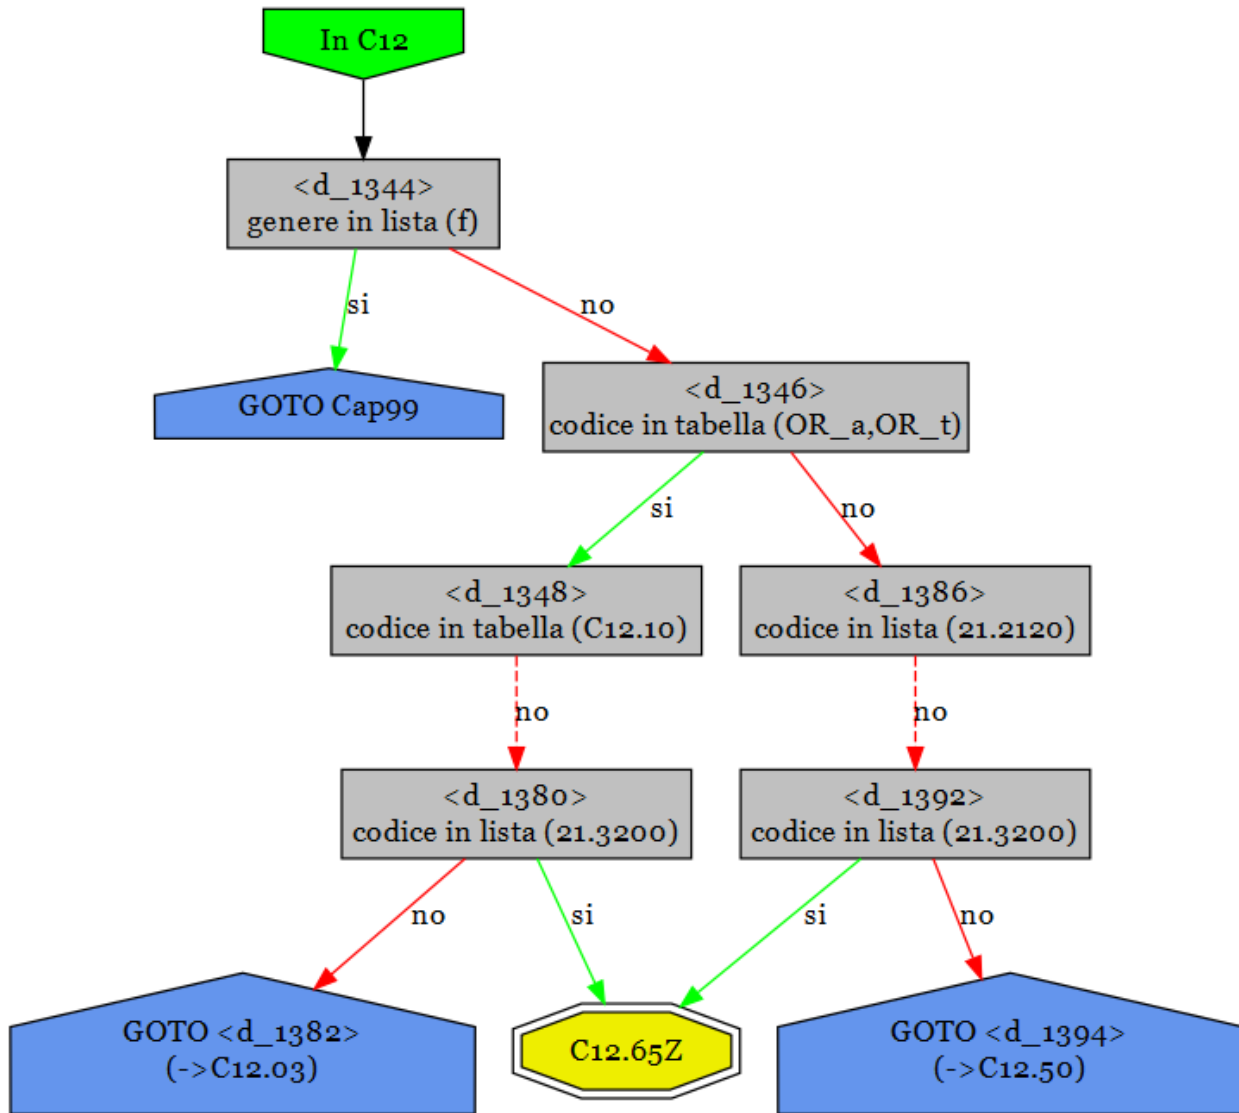 In C12
<d_1344>
genere in lista (f)
si
no
GOTO Cap99
<d_1346>
codice in tabella (OR_a,OR_t)
si
no
<d_1348>
codice in tabella (C12.10)
<d_1386>
codice in lista (21.2120)
no
no
<d_1380>
codice in lista (21.3200)
<d_1392>
codice in lista (21.3200)
no
si
si
no
GOTO <d_1382>
(->C12.03)
C12.65Z
GOTO <d_1394>
(->C12.50)